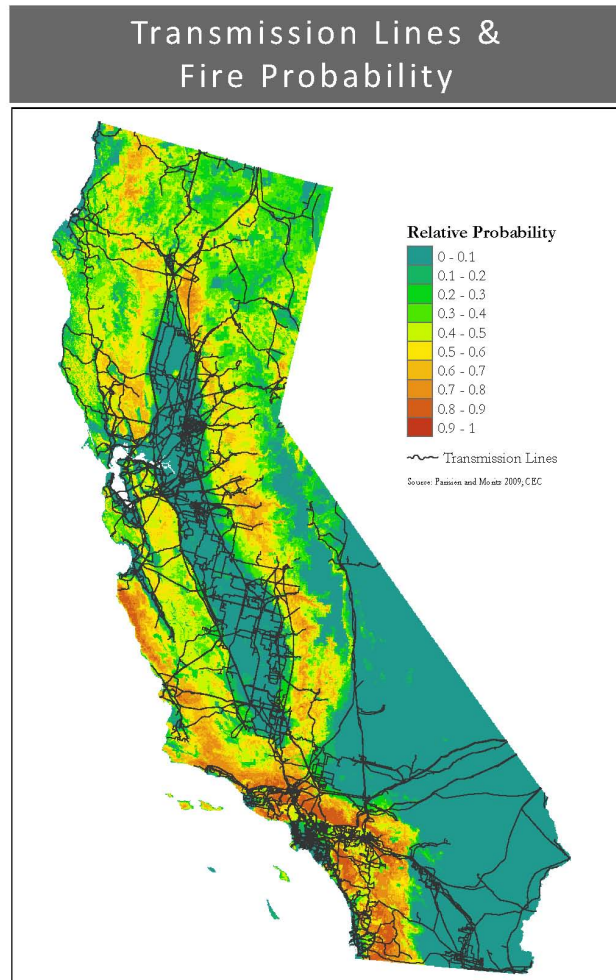 Transmission Lines &
Fire Probability
Relative Probability
0 - 0.1
0.1 - 0.2
0.2 - 0.3
0.3 - 0.4
0.4 - 0.5
0.5 - 0.6
0.6 - 0.7
0.7 - 0.8
0.8 - 0.9
0.9 - 1
Transmission Lines
Source: Parisien and Moritz 2009; CEC